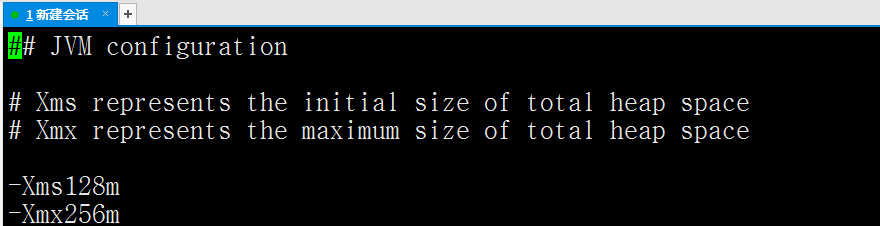 1 新建会话 × +
## JVM configuration
# Xms represents the initial size of total heap space
# Xmx represents the maximum size of total heap space
-Xms128m
-Xmx256m